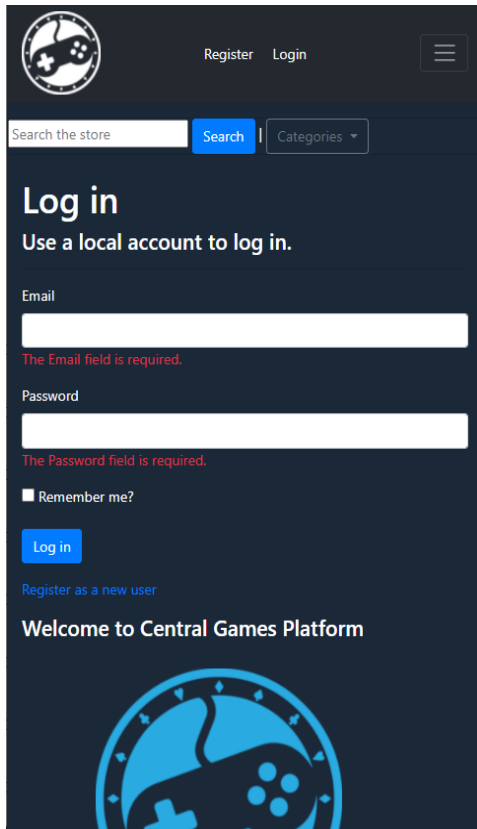 Register Login
Search the store Search | Categories
Log in
Use a local account to log in.
Email
The Email field is required.
Password
The Password field is required.
Remember me?
Log in
Register as a new user
Welcome to Central Games Platform